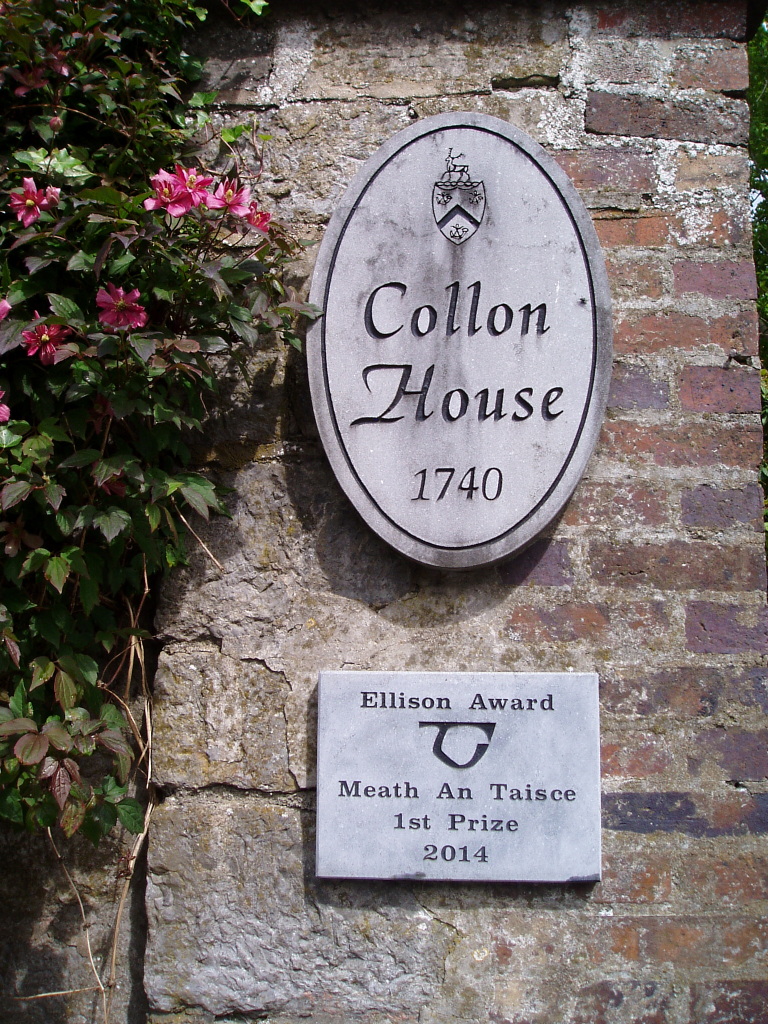 Collon
House
1740
Ellison Award
Meath An Taisce
1st Prize
2014